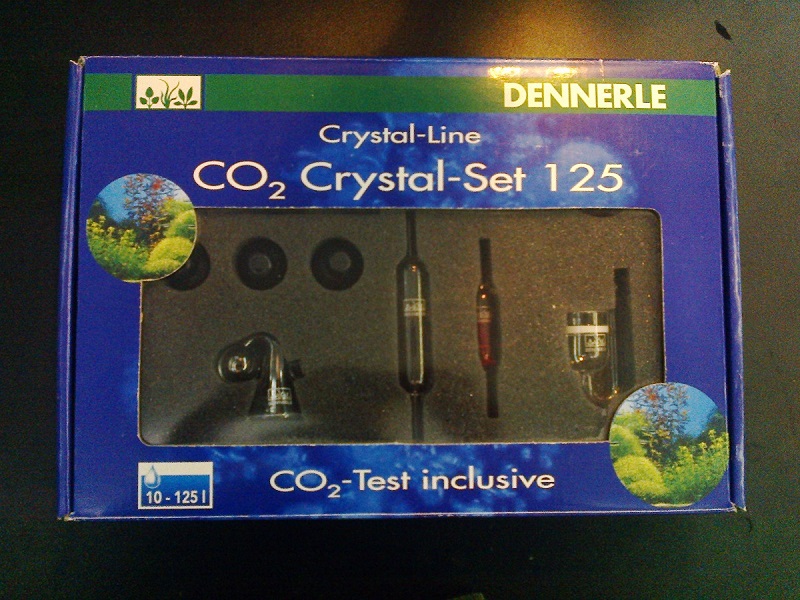 DENNERLE
Crystal-Line
CO₂ Crystal-Set 125
CO₂-Test inclusive
10 - 125 l